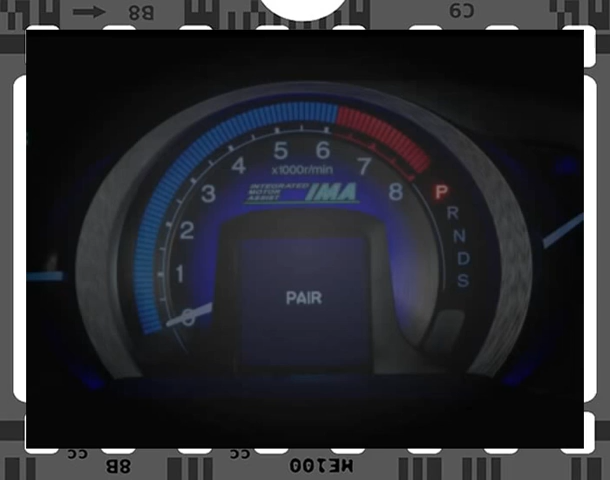 8B
C9
5 6
4 7
x1000r/min
3 8
INTEGRATED
MOTOR
ASSIST
IMA
P
R
N
D
S
2
1
0
PAIR
8B
CC
CC
ME100